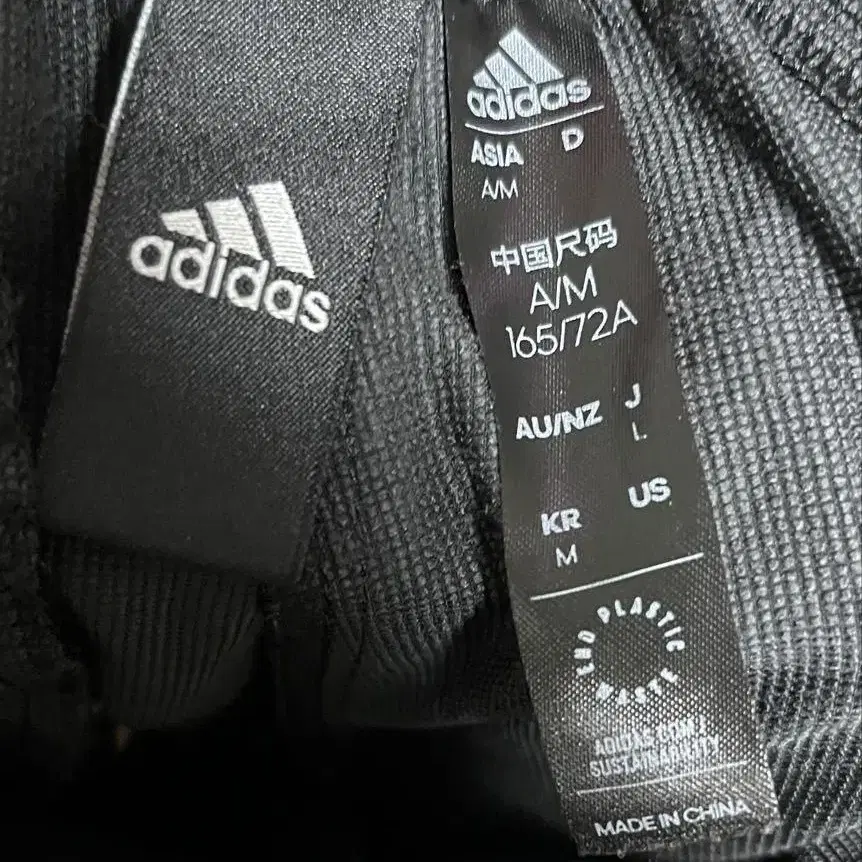 adidas
adidas
ASIA D
A/M
中国尺码
A/M
165/72A
AU/NZ J
L
KR US
M
END PLASTIC WASTE
ADIDAS.COM/
SUSTAINABILITY
MADE IN CHINA